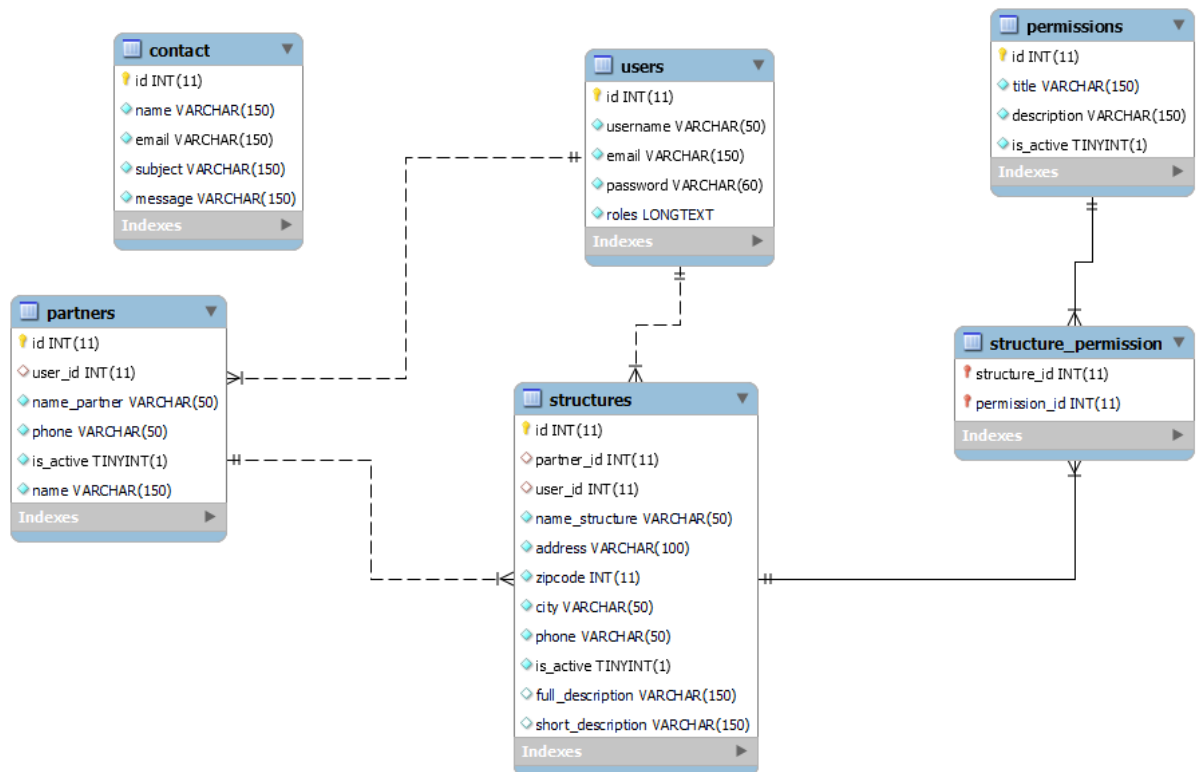 contact
id INT(11)
name VARCHAR(150)
email VARCHAR(150)
subject VARCHAR(150)
message VARCHAR(150)
Indexes
users
id INT(11)
username VARCHAR(50)
email VARCHAR(150)
password VARCHAR(60)
roles LONGTEXT
Indexes
permissions
id INT(11)
title VARCHAR(150)
description VARCHAR(150)
is_active TINYINT(1)
Indexes
partners
id INT(11)
user_id INT(11)
name_partner VARCHAR(50)
phone VARCHAR(50)
is_active TINYINT(1)
name VARCHAR(150)
Indexes
structures
id INT(11)
partner_id INT(11)
user_id INT(11)
name_structure VARCHAR(50)
address VARCHAR(100)
zipcode INT(11)
city VARCHAR(50)
phone VARCHAR(50)
is_active TINYINT(1)
full_description VARCHAR(150)
short_description VARCHAR(150)
Indexes
structure_permission
structure_id INT(11)
permission_id INT(11)
Indexes